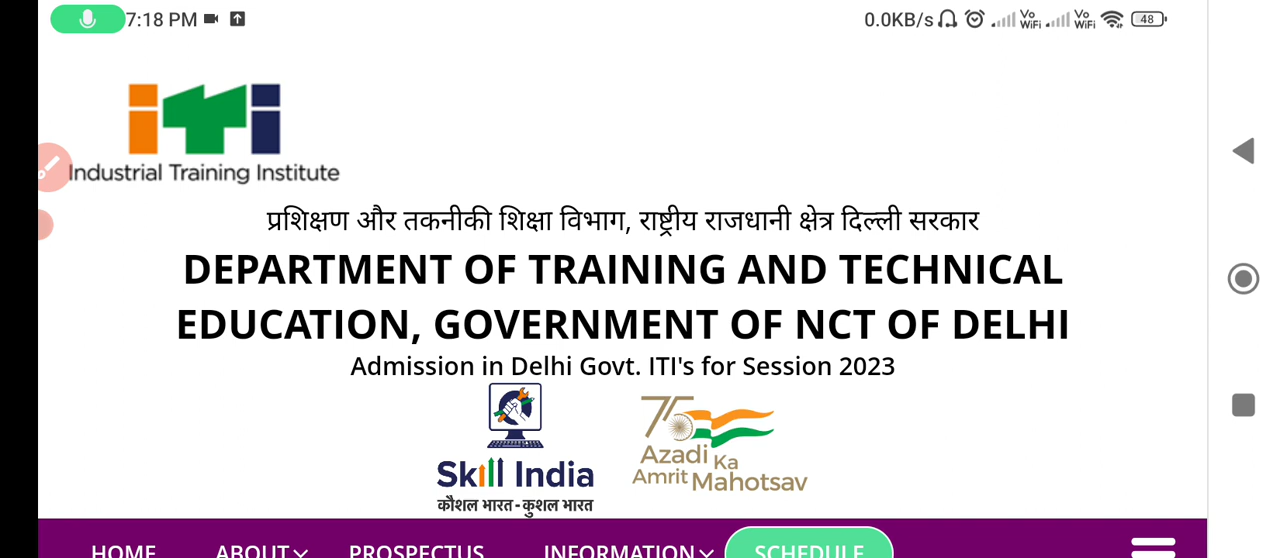 7:18 PM 0.0KB/s Vo WiFi Vo WiFi 48
iTi
Industrial Training Institute
प्रशिक्षण और तकनीकी शिक्षा विभाग, राष्ट्रीय राजधानी क्षेत्र दिल्ली सरकार
DEPARTMENT OF TRAINING AND TECHNICAL
EDUCATION, GOVERNMENT OF NCT OF DELHI
Admission in Delhi Govt. ITI's for Session 2023
75
Azadi Ka
Amrit Mahotsav
Skill India
कौशल भारत - कुशल भारत
HOME ABOUT PROSPECTUS INFORMATION SCHEDULE